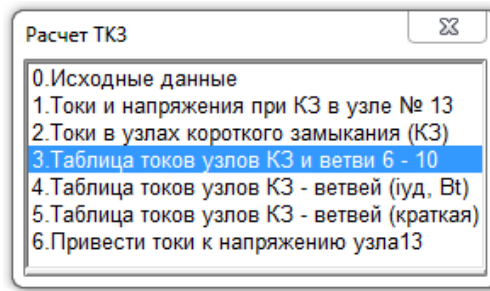 Расчет ТКЗ
0.Исходные данные
1.Токи и напряжения при КЗ в узле № 13
2.Токи в узлах короткого замыкания (КЗ)
3.Таблица токов узлов КЗ и ветви 6 - 10
4.Таблица токов узлов КЗ - ветвей (iуд, Bt)
5.Таблица токов узлов КЗ - ветвей (краткая)
6.Привести токи к напряжению узла13